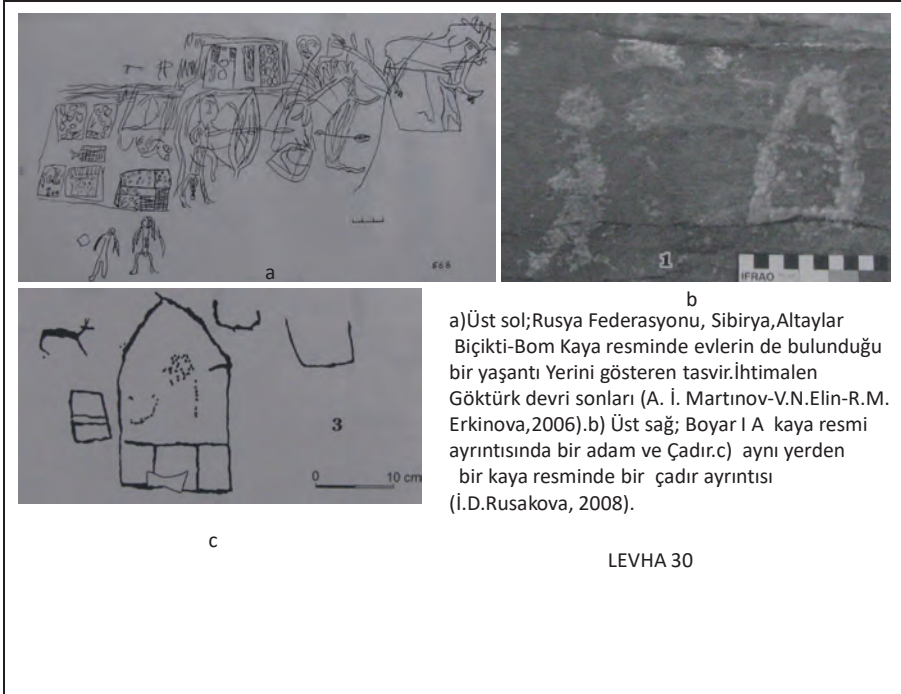 a
668
1
IFRAO
b
3
0 10 cm
c
a)Üst sol;Rusya Federasyonu, Sibirya,Altaylar
Biçikti-Bom Kaya resminde evlerin de bulunduğu
bir yaşantı Yerini gösteren tasvir.İhtimalen
Göktürk devri sonları (A. İ. Martınov-V.N.Elin-R.M.
Erkinova,2006).b) Üst sağ; Boyar I A kaya resmi
ayrıntısında bir adam ve Çadır.c) aynı yerden
bir kaya resminde bir çadır ayrıntısı
(İ.D.Rusakova, 2008).
LEVHA 30